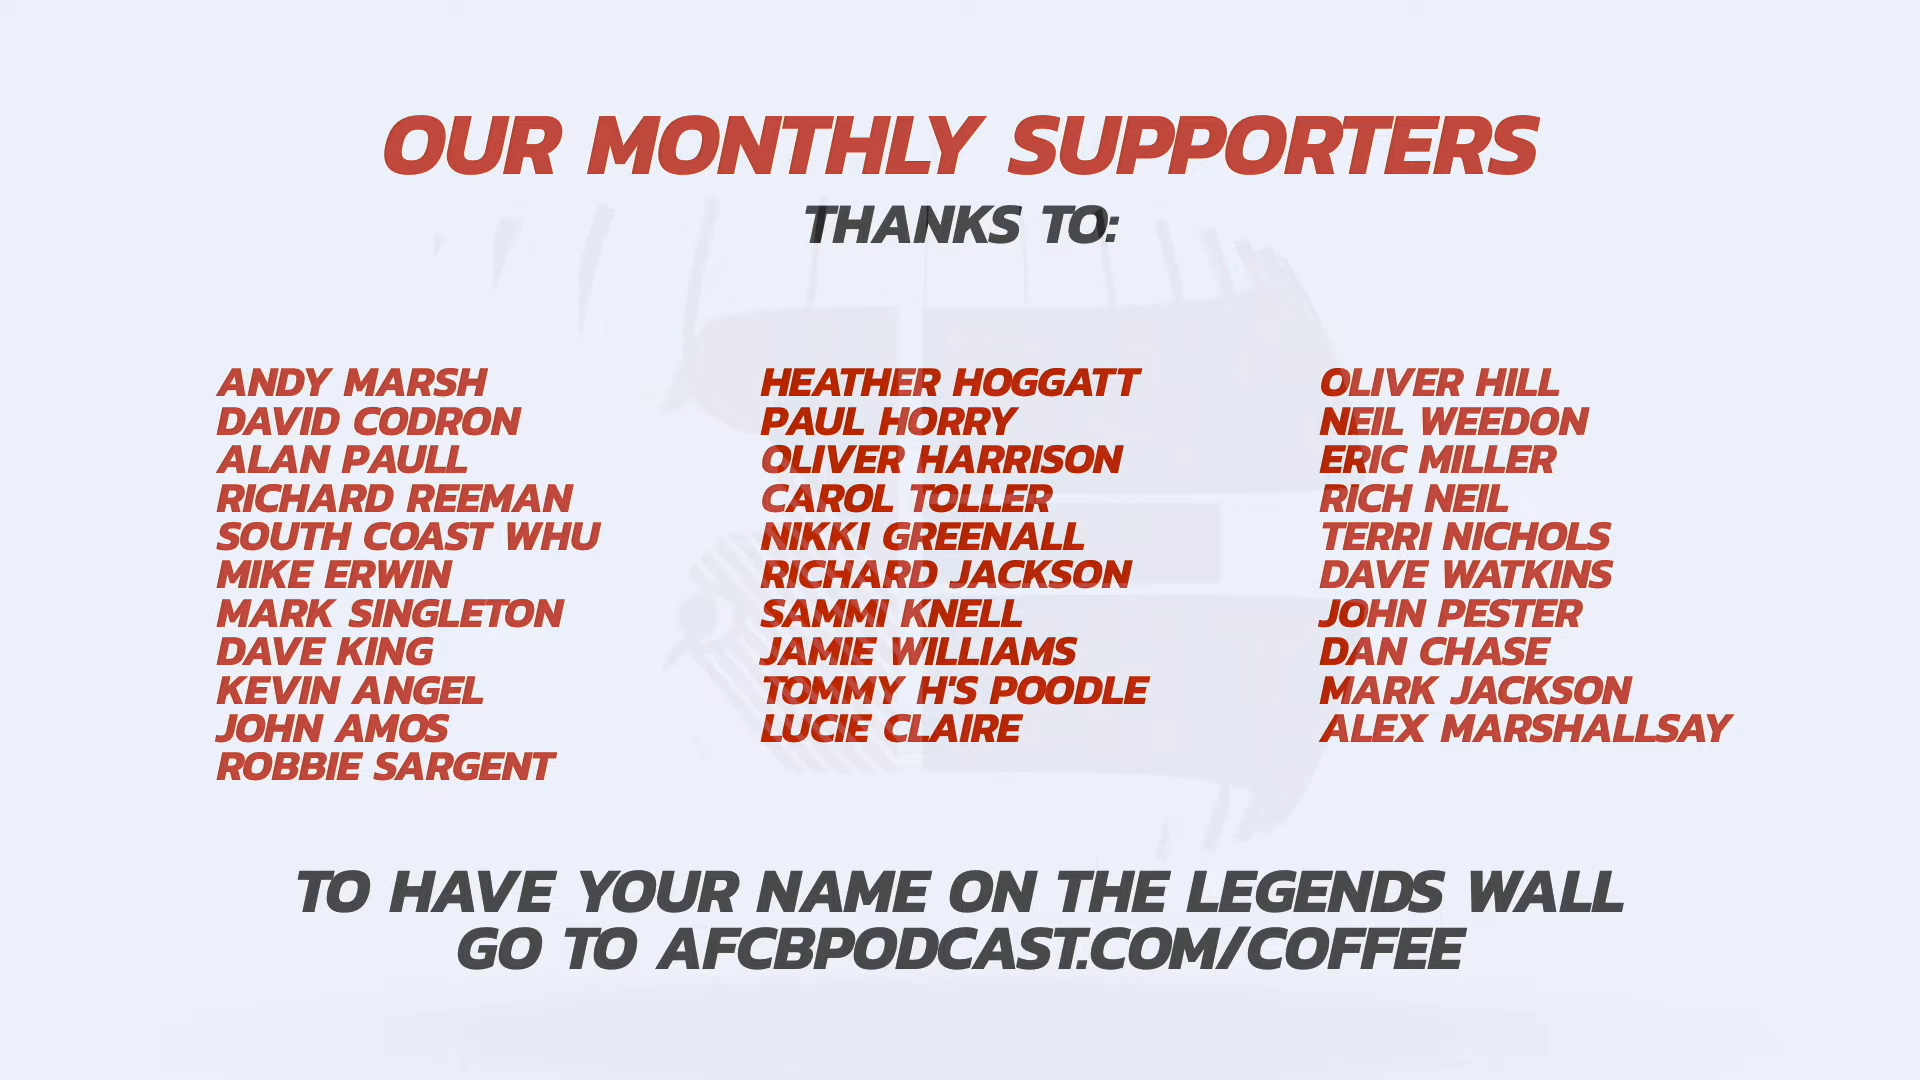 OUR MONTHLY SUPPORTERS
THANKS TO:
ANDY MARSH
DAVID CODRON
ALAN PAULL
RICHARD REEMAN
SOUTH COAST WHU
MIKE ERWIN
MARK SINGLETON
DAVE KING
KEVIN ANGEL
JOHN AMOS
ROBBIE SARGENT
HEATHER HOGGATT
PAUL HORRY
OLIVER HARRISON
CAROL TOLLER
NIKKI GREENALL
RICHARD JACKSON
SAMMI KNELL
JAMIE WILLIAMS
TOMMY H'S POODLE
LUCIE CLAIRE
OLIVER HILL
NEIL WEEDON
ERIC MILLER
RICH NEIL
TERRI NICHOLS
DAVE WATKINS
JOHN PESTER
DAN CHASE
MARK JACKSON
ALEX MARSHALLSAY
TO HAVE YOUR NAME ON THE LEGENDS WALL
GO TO AFCBPODCAST.COM/COFFEE